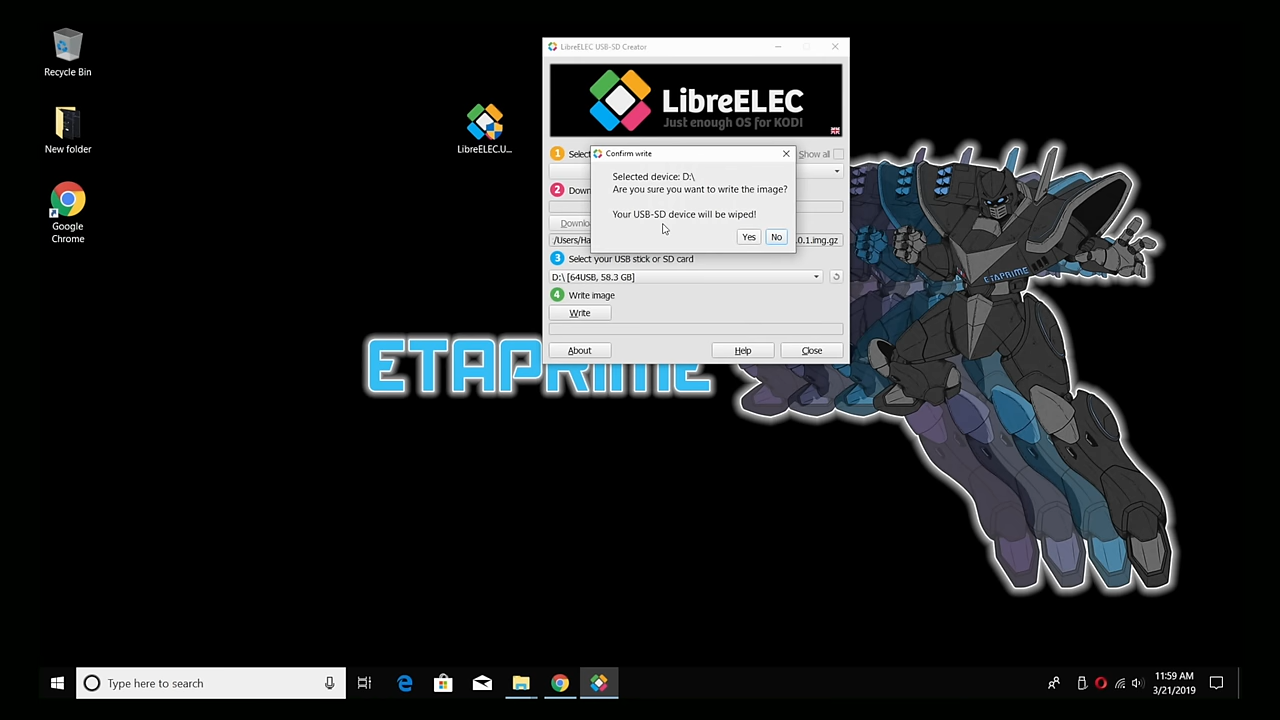 Recycle Bin
New folder
Google
Chrome
LibreELEC.U...
LibreELEC USB-SD Creator
LibreELEC
Just enough OS for KODI
1 Select
Show all
Confirm write
Selected device: D:\
Are you sure you want to write the image?
Your USB-SD device will be wiped!
Yes No
2 Down
Downlo
/Users/Ha
.0.1.img.gz
3 Select your USB stick or SD card
D:\ [64USB, 58.3 GB]
4 Write image
Write
About Help Close
ETAPRIME
ETAPRIME
Type here to search
11:59 AM
3/21/2019